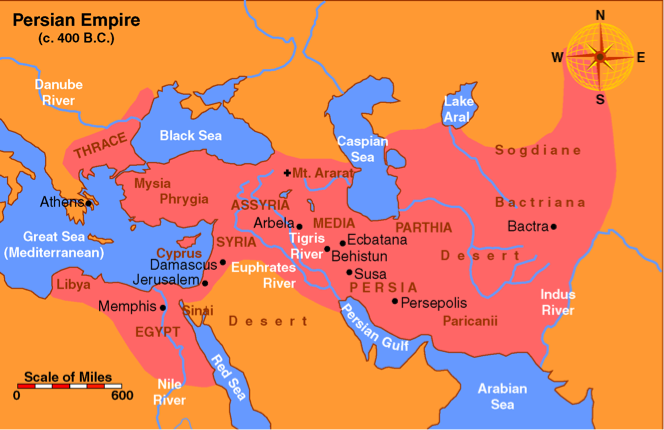 Persian Empire
(c. 400 B.C.)
N
W
E
S
Danube
River
Lake
Aral
THRACE
Black Sea
Caspian
Sea
Sogdiane
Mt. Ararat
Mysia
Phrygia
Athens
ASSYRIA
Bactriana
Arbela
MEDIA
PARTHIA
Bactra
Great Sea
(Mediterranean)
SYRIA
Tigris
River
Ecbatana
Behistun
Desert
Cyprus
Damascus
Euphrates
River
Susa
Jerusalem
Libya
PERSIA
Indus
River
Memphis
Sinai
Persepolis
Desert
Persian Gulf
Paricanii
EGYPT
Scale of Miles
0
600
Nile
River
Red Sea
Arabian
Sea